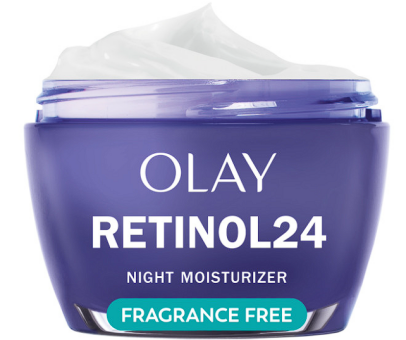 OLAY
RETINOL24
NIGHT MOISTURIZER
FRAGRANCE FREE